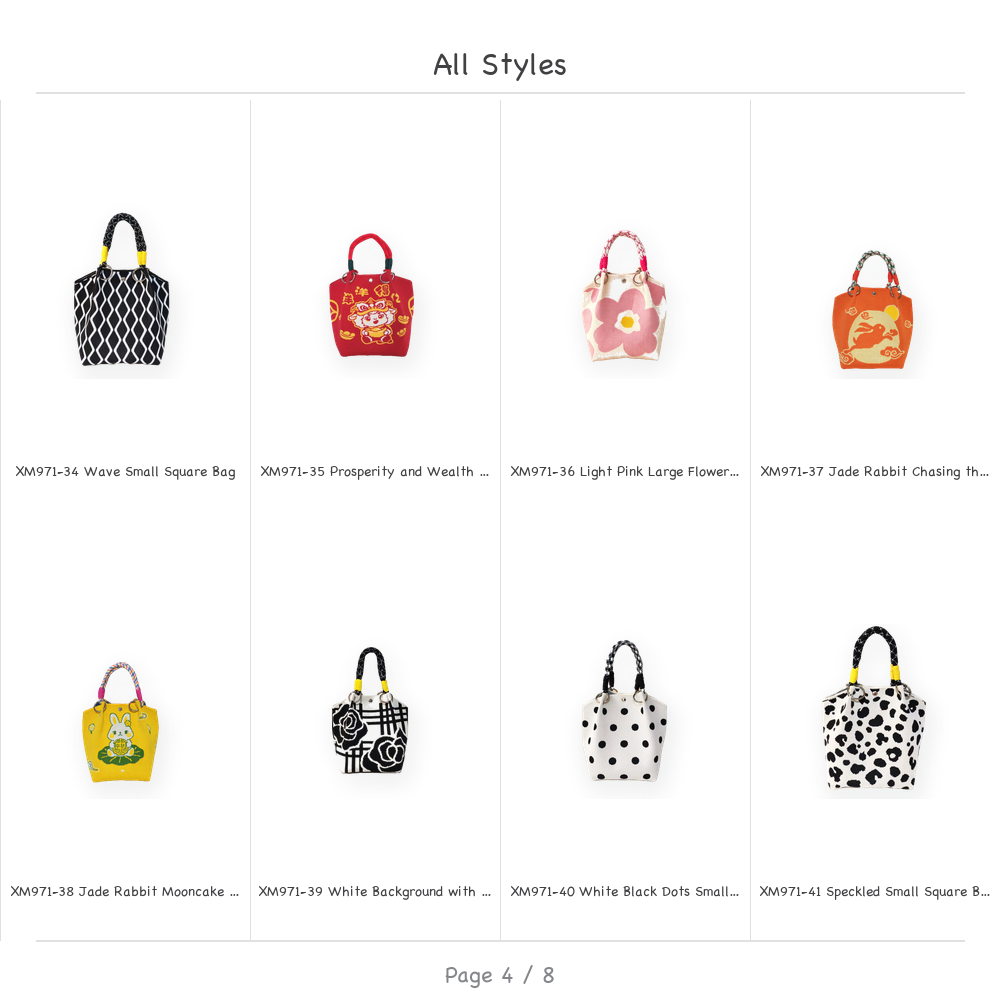 All Styles
XM971-34 Wave Small Square Bag
XM971-35 Prosperity and Wealth ...
XM971-36 Light Pink Large Flower...
XM971-37 Jade Rabbit Chasing th...
XM971-38 Jade Rabbit Mooncake ...
XM971-39 White Background with ...
XM971-40 White Black Dots Small...
XM971-41 Speckled Small Square B...
Page 4 / 8